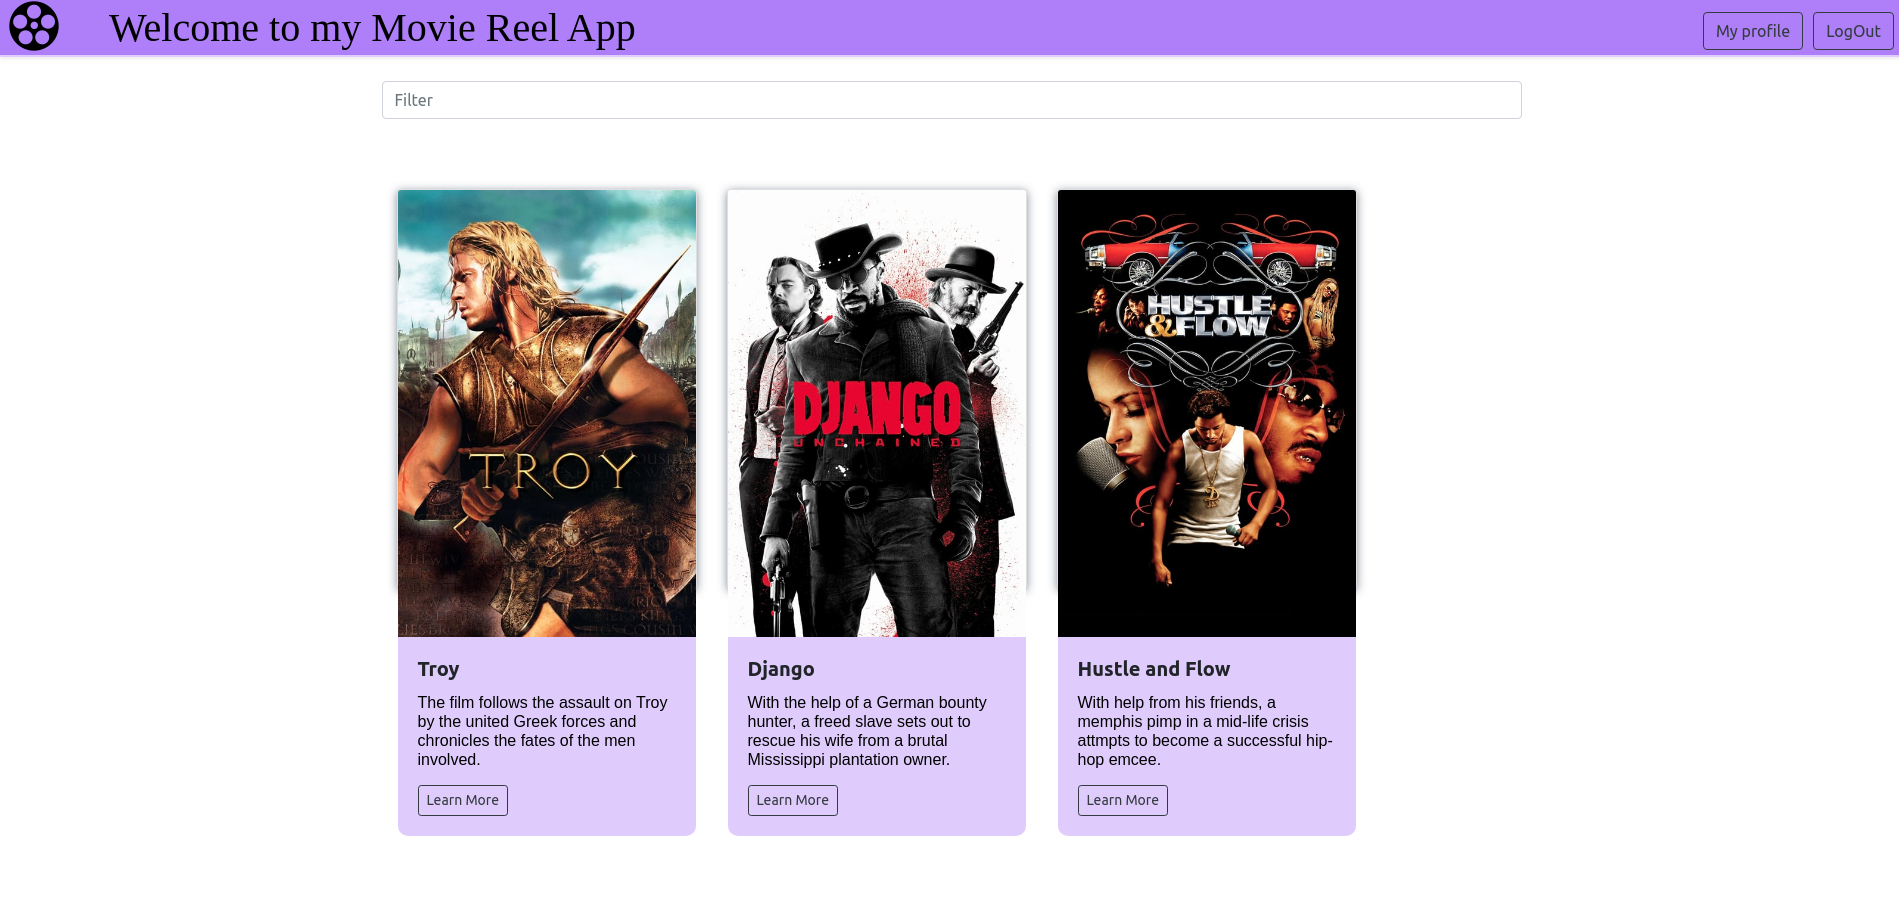 Welcome to my Movie Reel App
My profile
LogOut
Filter
TROY
DJANGO
UNCHAINED
HUSTLE
& FLOW
Troy
The film follows the assault on Troy
by the united Greek forces and
chronicles the fates of the men
involved.
Learn More
Django
With the help of a German bounty
hunter, a freed slave sets out to
rescue his wife from a brutal
Mississippi plantation owner.
Learn More
Hustle and Flow
With help from his friends, a
memphis pimp in a mid-life crisis
attmpts to become a successful hip-
hop emcee.
Learn More